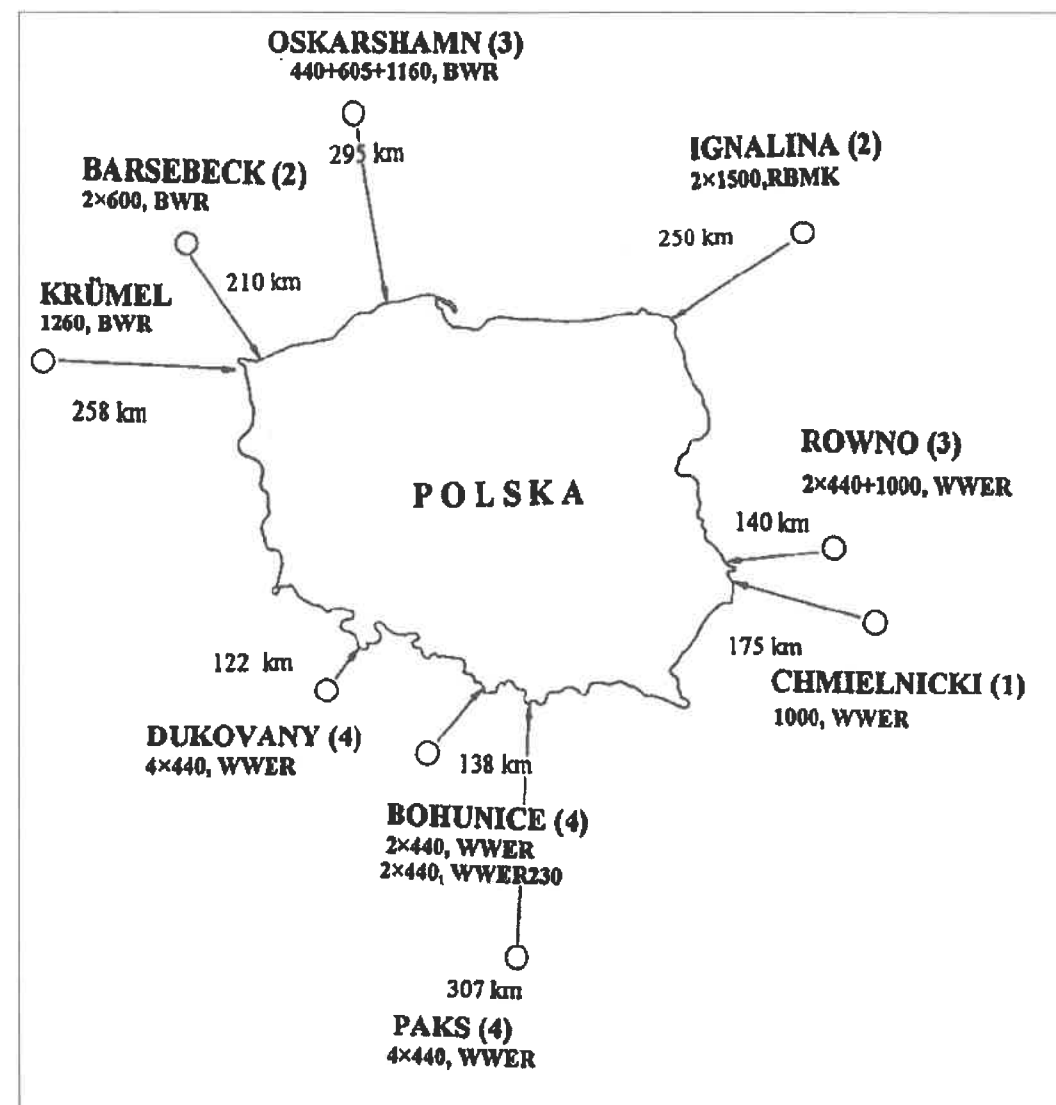 OSKARSHAMN (3)
440+605+1160, BWR
295 km
BARSEBECK (2)
2×600, BWR
210 km
IGNALINA (2)
2×1500,RBMK
250 km
KRÜMEL
1260, BWR
258 km
POLSKA
ROWNO (3)
2×440+1000, WWER
140 km
175 km
CHMIELNICKI (1)
1000, WWER
122 km
DUKOVANY (4)
4×440, WWER
138 km
BOHUNICE (4)
2×440, WWER
2×440, WWER230
307 km
PAKS (4)
4×440, WWER